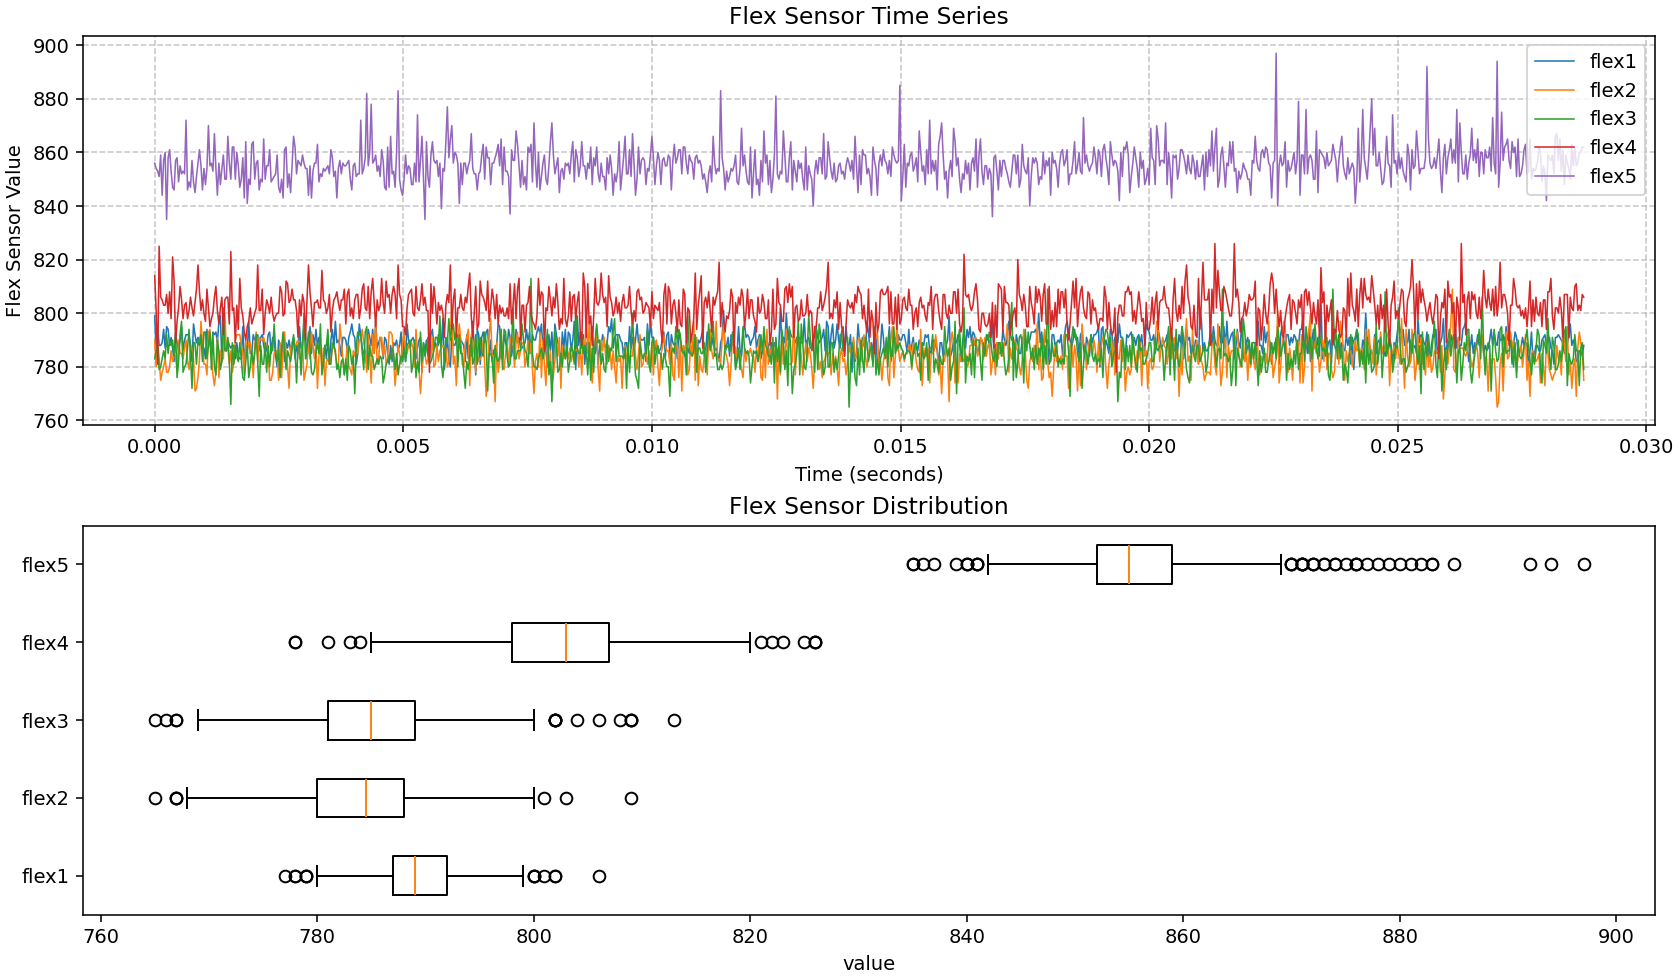 Flex Sensor Time Series
Flex Sensor Value
900
880
860
840
820
800
780
760
flex1
flex2
flex3
flex4
flex5
0.000 0.005 0.010 0.015 0.020 0.025 0.030
Time (seconds)
Flex Sensor Distribution
flex5
flex4
flex3
flex2
flex1
760 780 800 820 840 860 880 900
value